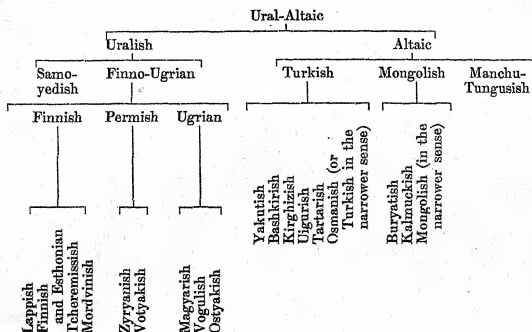 Ural-Altaic
Uralish
Altaic
Samo-
yedish
Finno-Ugrian
Turkish
Mongolish
Manchu-
Tungusish
Finnish
Permish
Ugrian
Lappish
Finnish
and Esthonian
Tcheremissish
Mordvinish
Zyryanish
Votyakish
Magyarish
Vogulish
Ostyakish
Yakutish
Bashkirish
Kirghizish
Uigurish
Tartarish
Osmanish (or
Turkish in the
narrower sense)
Buryatish
Kalmuckish
Mongolish (in the
narrower sense)